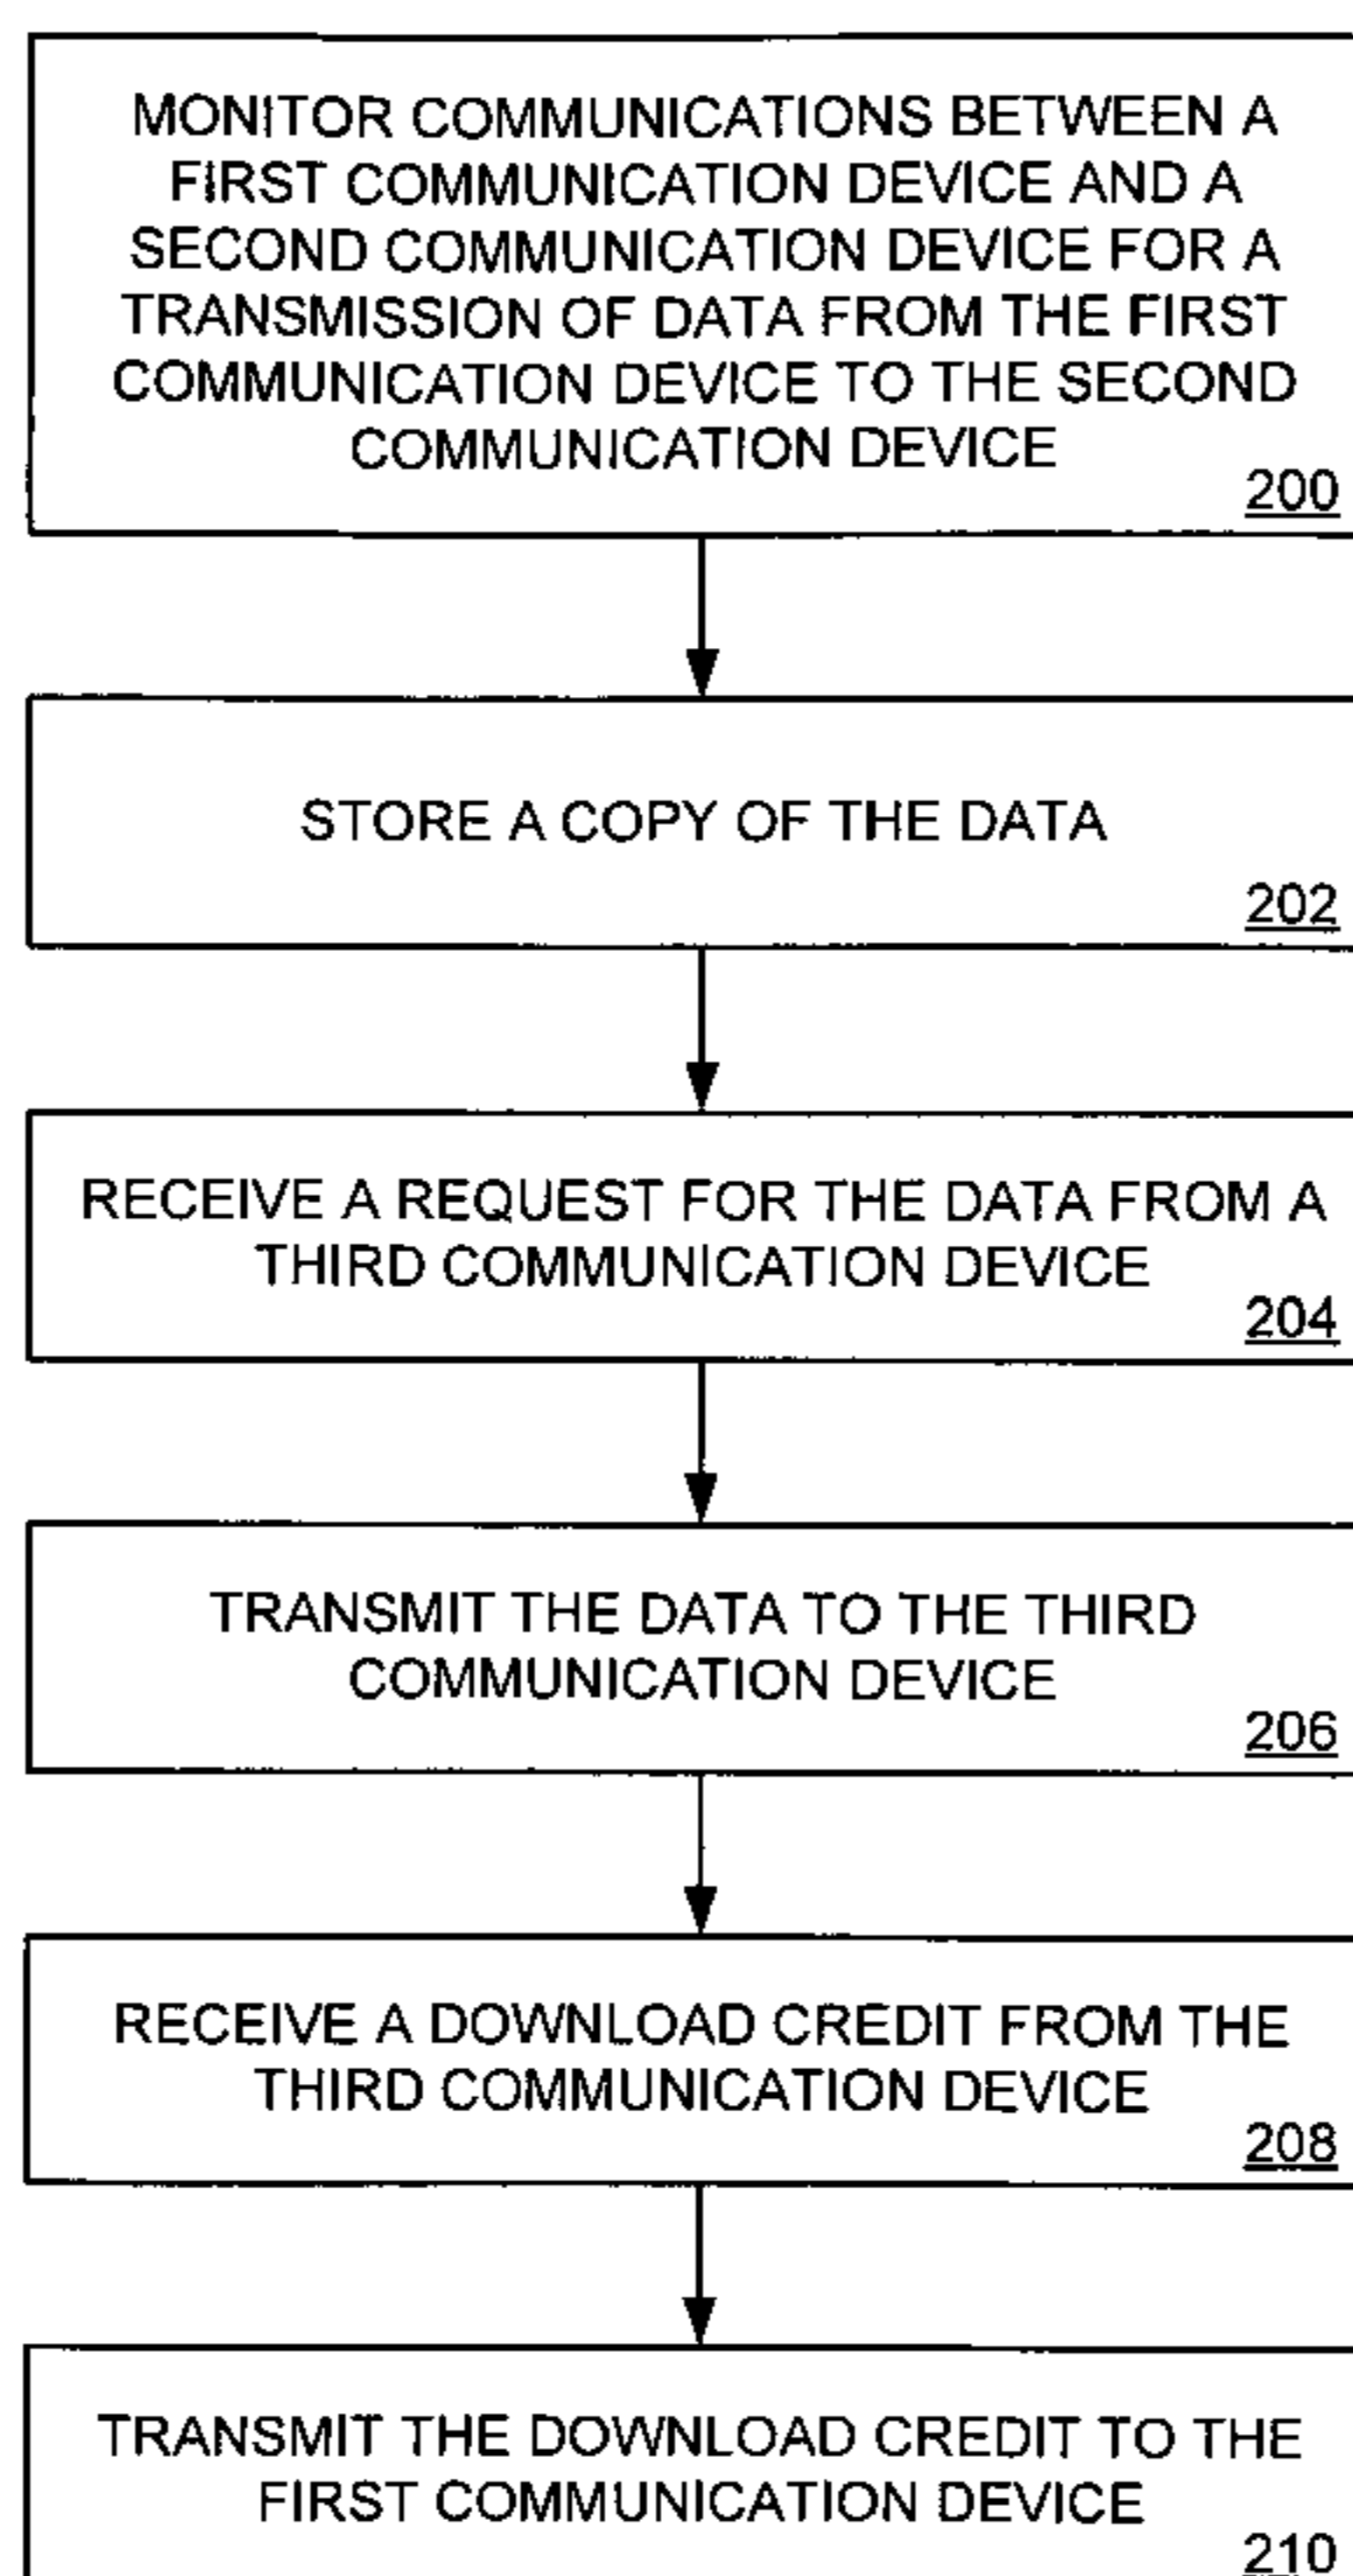 MONITOR COMMUNICATIONS BETWEEN A
FIRST COMMUNICATION DEVICE AND A
SECOND COMMUNICATION DEVICE FOR A
TRANSMISSION OF DATA FROM THE FIRST
COMMUNICATION DEVICE TO THE SECOND
COMMUNICATION DEVICE
200
STORE A COPY OF THE DATA
202
RECEIVE A REQUEST FOR THE DATA FROM A
THIRD COMMUNICATION DEVICE
204
TRANSMIT THE DATA TO THE THIRD
COMMUNICATION DEVICE
206
RECEIVE A DOWNLOAD CREDIT FROM THE
THIRD COMMUNICATION DEVICE
208
TRANSMIT THE DOWNLOAD CREDIT TO THE
FIRST COMMUNICATION DEVICE
210